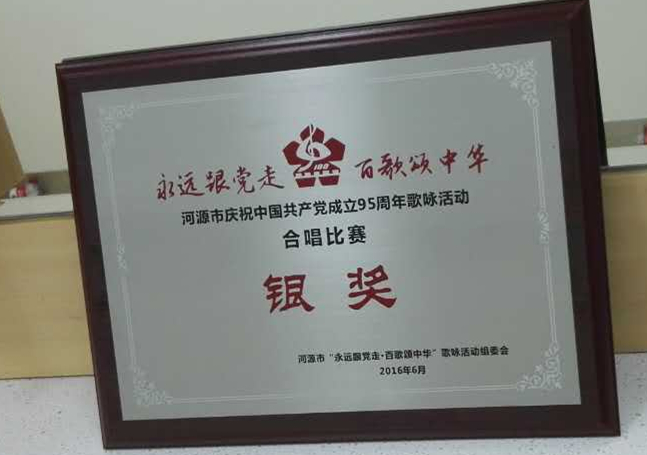 永远跟党走 100 百歌颂中华
河源市庆祝中国共产党成立95周年歌咏活动
合唱比赛
银奖
河源市“永远跟党走·百歌颂中华”歌咏活动组委会
2016年6月